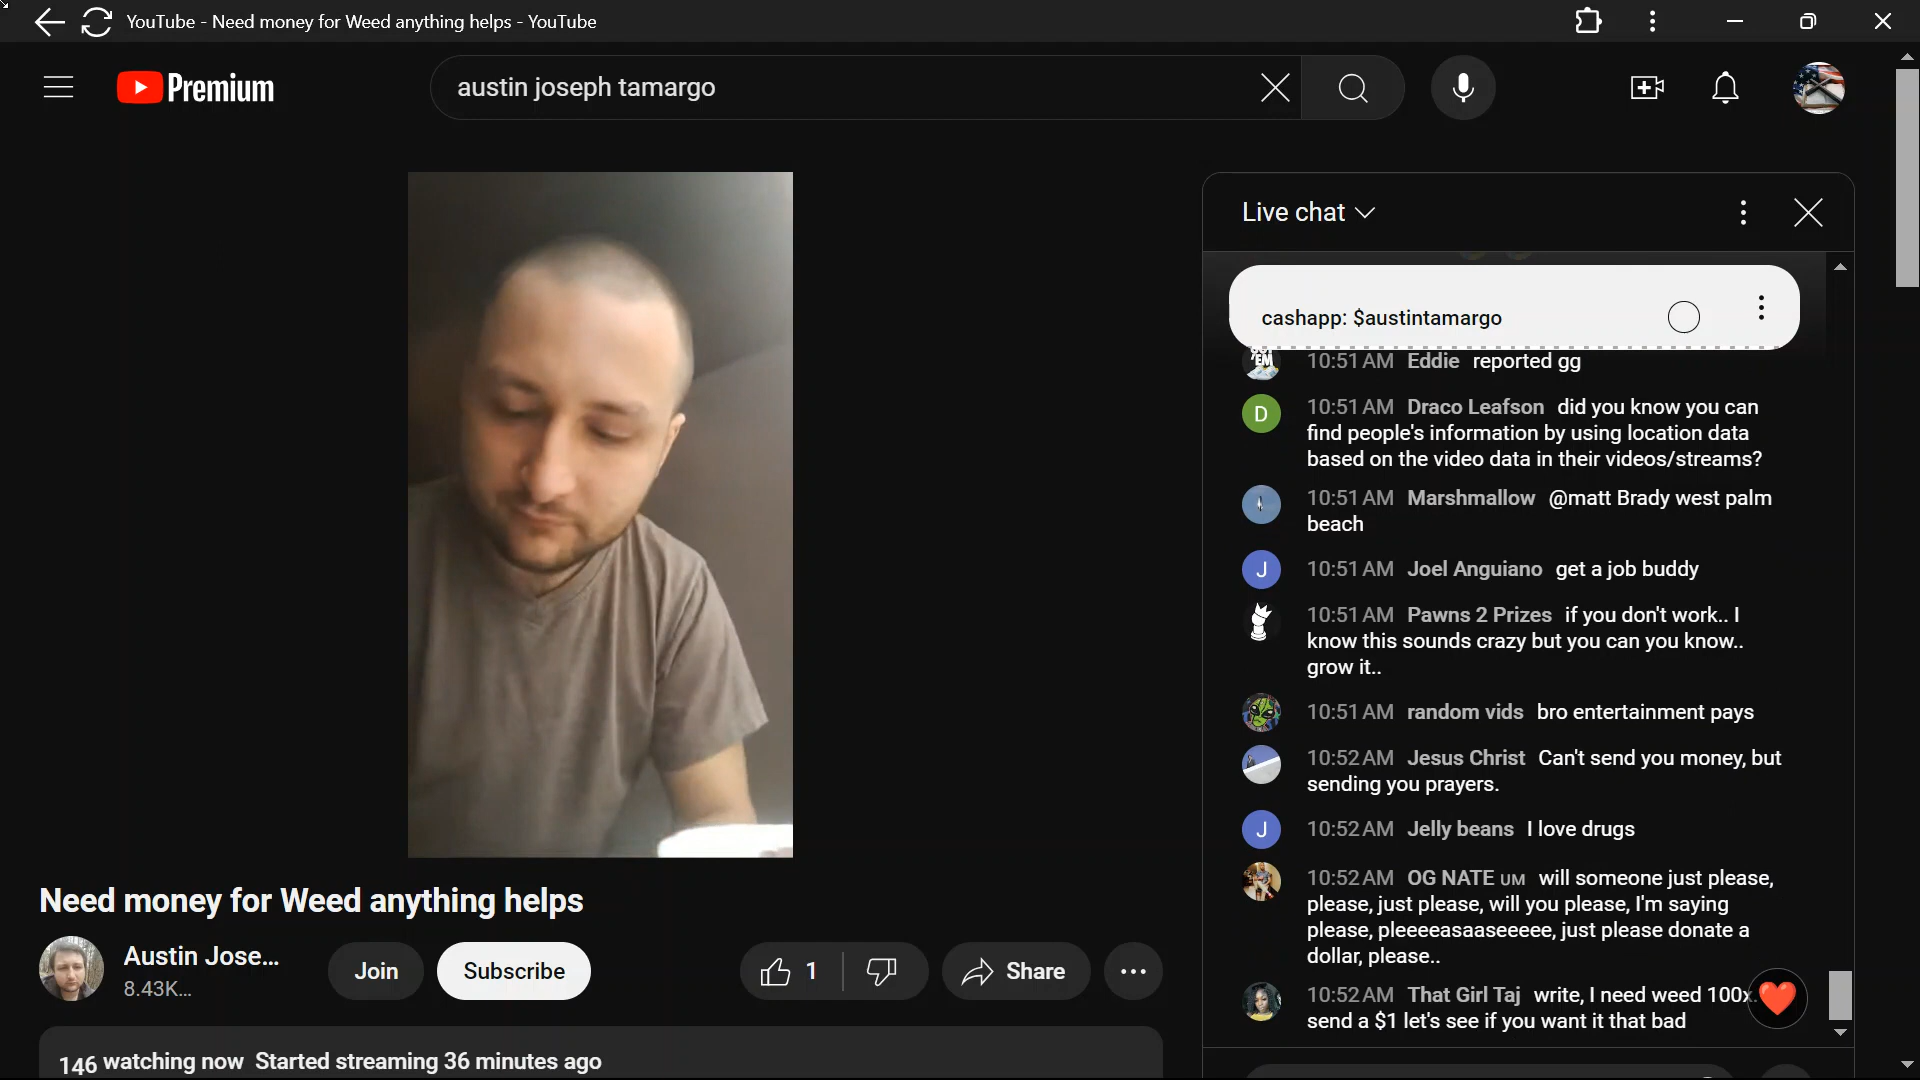 YouTube - Need money for Weed anything helps - YouTube
Premium
austin joseph tamargo
Live chat
cashapp: $austintamargo
10:51 AM Eddie reported gg
D
10:51 AM Draco Leafson did you know you can
find people's information by using location data
based on the video data in their videos/streams?
10:51 AM Marshmallow @matt Brady west palm
beach
J
10:51 AM Joel Anguiano get a job buddy
10:51 AM Pawns 2 Prizes if you don't work.. I
know this sounds crazy but you can you know..
grow it..
10:51 AM random vids bro entertainment pays
10:52 AM Jesus Christ Can't send you money, but
sending you prayers.
J
10:52 AM Jelly beans I love drugs
10:52 AM OG NATE UM will someone just please,
please, just please, will you please, I'm saying
please, pleeeeasaaseeeee, just please donate a
dollar, please..
10:52 AM That Girl Taj write, I need weed 100x.
send a $1 let's see if you want it that bad
Need money for Weed anything helps
Austin Jose...
8.43K...
Join
Subscribe
1
Share
146 watching now Started streaming 36 minutes ago